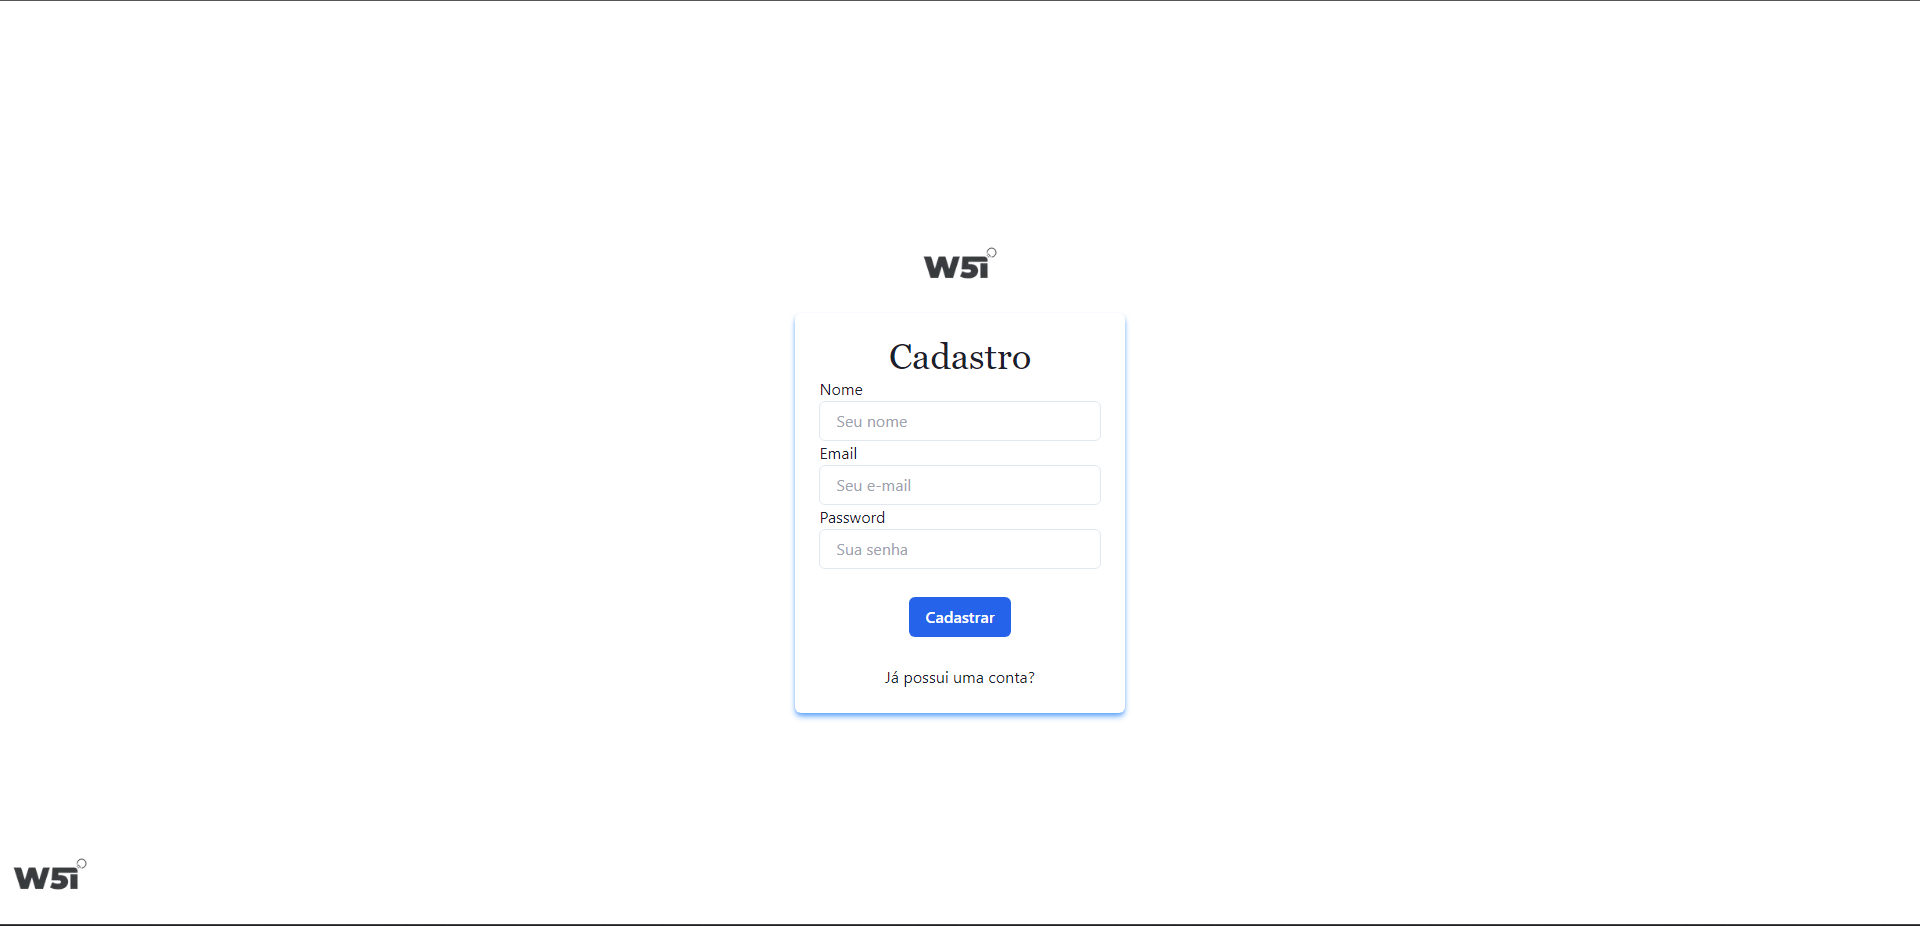 W5i
Cadastro
Nome
Seu nome
Email
Seu e-mail
Password
Sua senha
Cadastrar
Já possui uma conta?
W5i